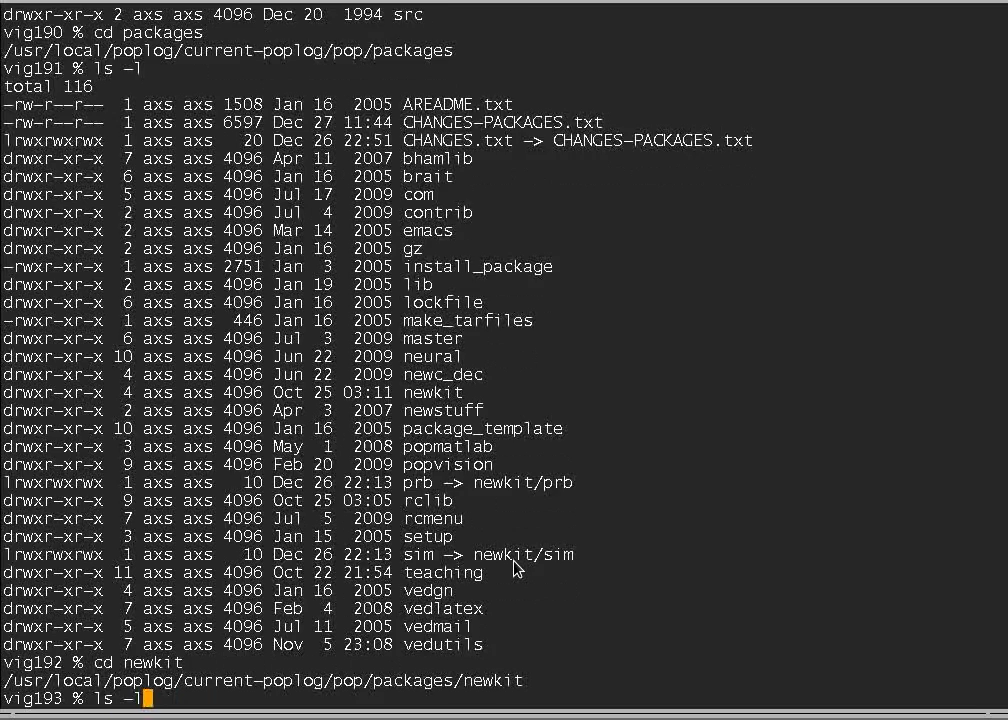 drwxr-xr-x 2 axs axs 4096 Dec 20  1994 src
vig190 % cd packages
/usr/local/poplog/current-poplog/pop/packages
vig191 % ls -l
total 116
-rw-r--r--  1 axs axs 1508 Jan 16  2005 AREADME.txt
-rw-r--r--  1 axs axs 6597 Dec 27 11:44 CHANGES-PACKAGES.txt
lrwxrwxrwx  1 axs axs   20 Dec 26 22:51 CHANGES.txt -> CHANGES-PACKAGES.txt
drwxr-xr-x  7 axs axs 4096 Apr 11  2007 bhamlib
drwxr-xr-x  6 axs axs 4096 Jan 16  2005 brait
drwxr-xr-x  5 axs axs 4096 Jul 17  2009 com
drwxr-xr-x  2 axs axs 4096 Jul  4  2009 contrib
drwxr-xr-x  2 axs axs 4096 Mar 14  2005 emacs
drwxr-xr-x  2 axs axs 4096 Jan 16  2005 gz
-rwxr-xr-x  1 axs axs 2751 Jan  3  2005 install_package
drwxr-xr-x  2 axs axs 4096 Jan 19  2005 lib
drwxr-xr-x  6 axs axs 4096 Jan 16  2005 lockfile
-rwxr-xr-x  1 axs axs  446 Jan 16  2005 make_tarfiles
drwxr-xr-x  6 axs axs 4096 Jul  3  2009 master
drwxr-xr-x 10 axs axs 4096 Jun 22  2009 neural
drwxr-xr-x  4 axs axs 4096 Jun 22  2009 newc_dec
drwxr-xr-x  4 axs axs 4096 Oct 25 03:11 newkit
drwxr-xr-x  2 axs axs 4096 Apr  3  2007 newstuff
drwxr-xr-x 10 axs axs 4096 Jan 16  2005 package_template
drwxr-xr-x  3 axs axs 4096 May  1  2008 popmatlab
drwxr-xr-x  9 axs axs 4096 Feb 20  2009 popvision
lrwxrwxrwx  1 axs axs   10 Dec 26 22:13 prb -> newkit/prb
drwxr-xr-x  9 axs axs 4096 Oct 25 03:05 rclib
drwxr-xr-x  7 axs axs 4096 Jul  5  2009 rcmenu
drwxr-xr-x  3 axs axs 4096 Jan 15  2005 setup
lrwxrwxrwx  1 axs axs   10 Dec 26 22:13 sim -> newkit/sim
drwxr-xr-x 11 axs axs 4096 Oct 22 21:54 teaching
drwxr-xr-x  4 axs axs 4096 Jan 16  2005 vedgn
drwxr-xr-x  7 axs axs 4096 Feb  4  2008 vedlatex
drwxr-xr-x  5 axs axs 4096 Jul 11  2005 vedmail
drwxr-xr-x  7 axs axs 4096 Nov  5 23:08 vedutils
vig192 % cd newkit
/usr/local/poplog/current-poplog/pop/packages/newkit
vig193 % ls -l